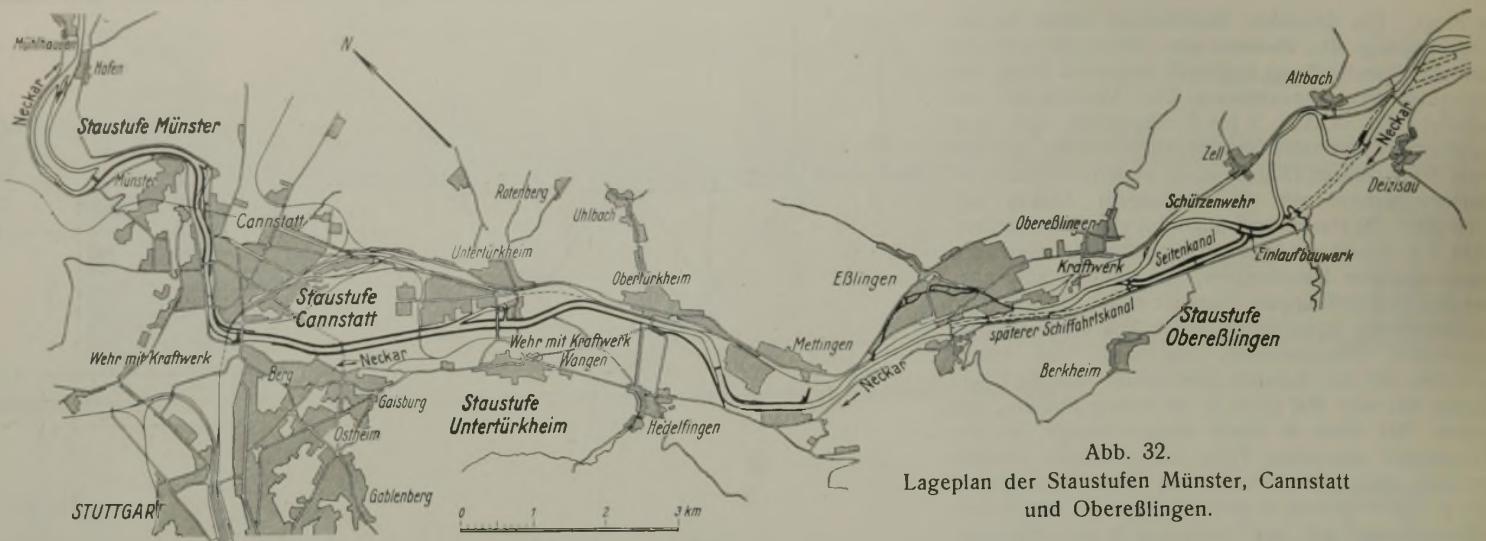 Mühlhausen
Hofen
Neckar
Staustufe Münster
Münster
Cannstatt
N
Rotenberg
Uhlbach
Untertürkheim
Obertürkheim
Staustufe
Cannstatt
Wehr mit Kraftwerk
Neckar
Wehr mit Kraftwerk
Wangen
Berg
Gaisburg
Ostheim
Gablenberg
STUTTGART
Staustufe
Untertürkheim
Hedelfingen
Mettingen
Neckar
Eßlingen
Obereßlingen
Kraftwerk
Seitenkanal
späterer Schiffahrtskanal
Schürzenwehr
Einlaufbauwerk
Staustufe
Obereßlingen
Berkheim
Zell
Altbach
Neckar
Deizisau
0 1 2 3 km
Abb. 32.
Lageplan der Staustufen Münster, Cannstatt
und Obereßlingen.